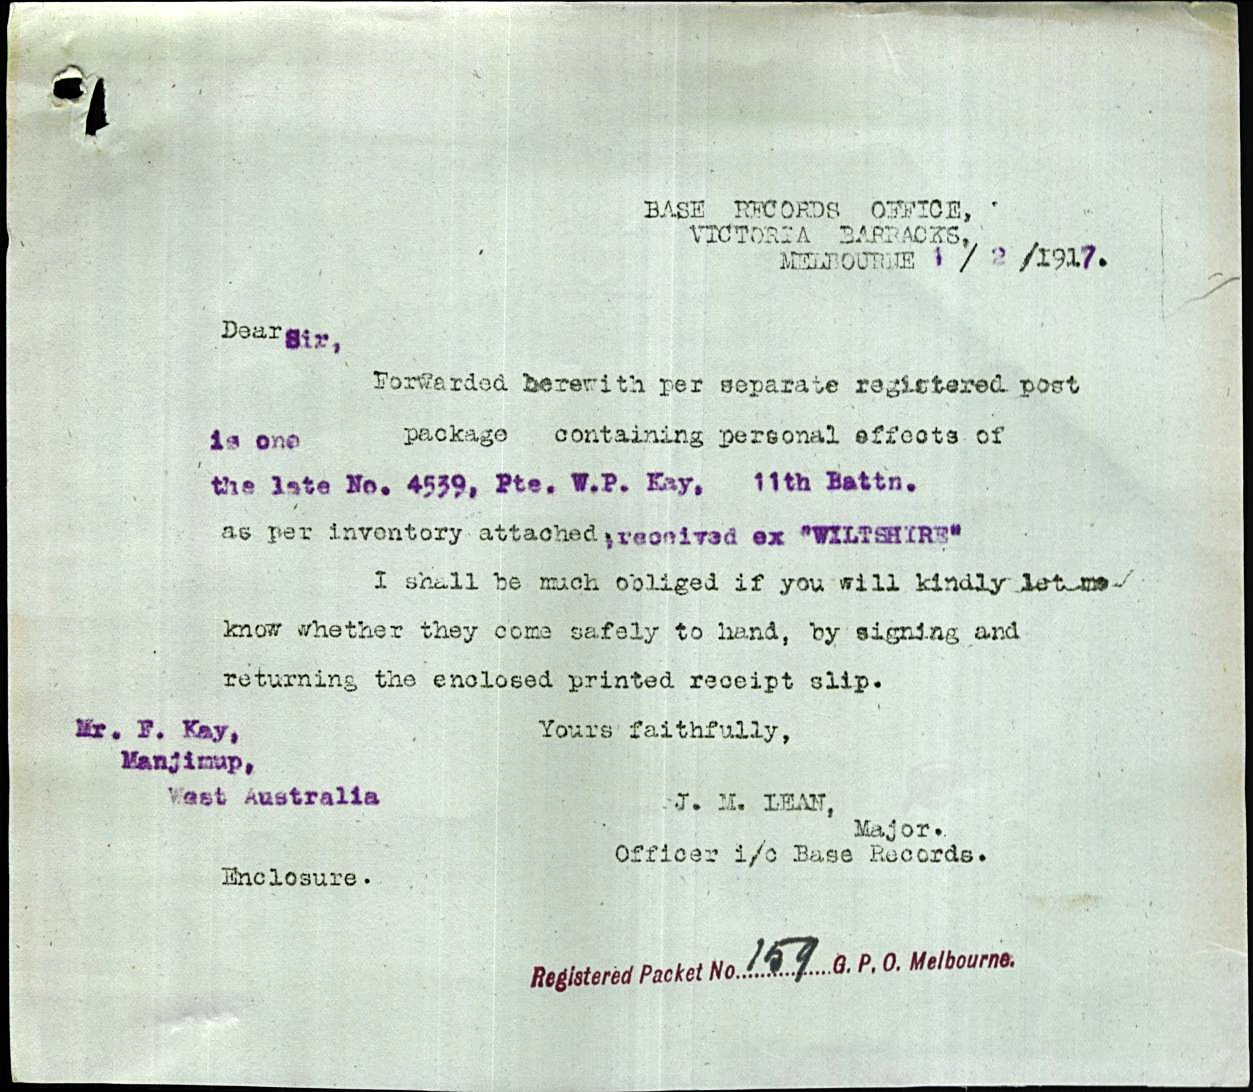 BASE RECORDS OFFICE,
VICTORIA BARRACKS,
MELBOURNE 1 / 2 /1917.
Dear Sir,
Forwarded herewith per separate registered post
is one package containing personal effects of
the late No. 4539, Pte. W.P. Kay, 11th Battn.
as per inventory attached, received ex "WILTSHIRE"
I shall be much obliged if you will kindly let me
know whether they come safely to hand, by signing and
returning the enclosed printed receipt slip.
Yours faithfully,
Mr. F. Kay,
Manjimup,
West Australia
J. M. LEAN,
Major.
Officer i/c Base Records.
Enclosure.
Registered Packet No. 159 G. P. O. Melbourne.